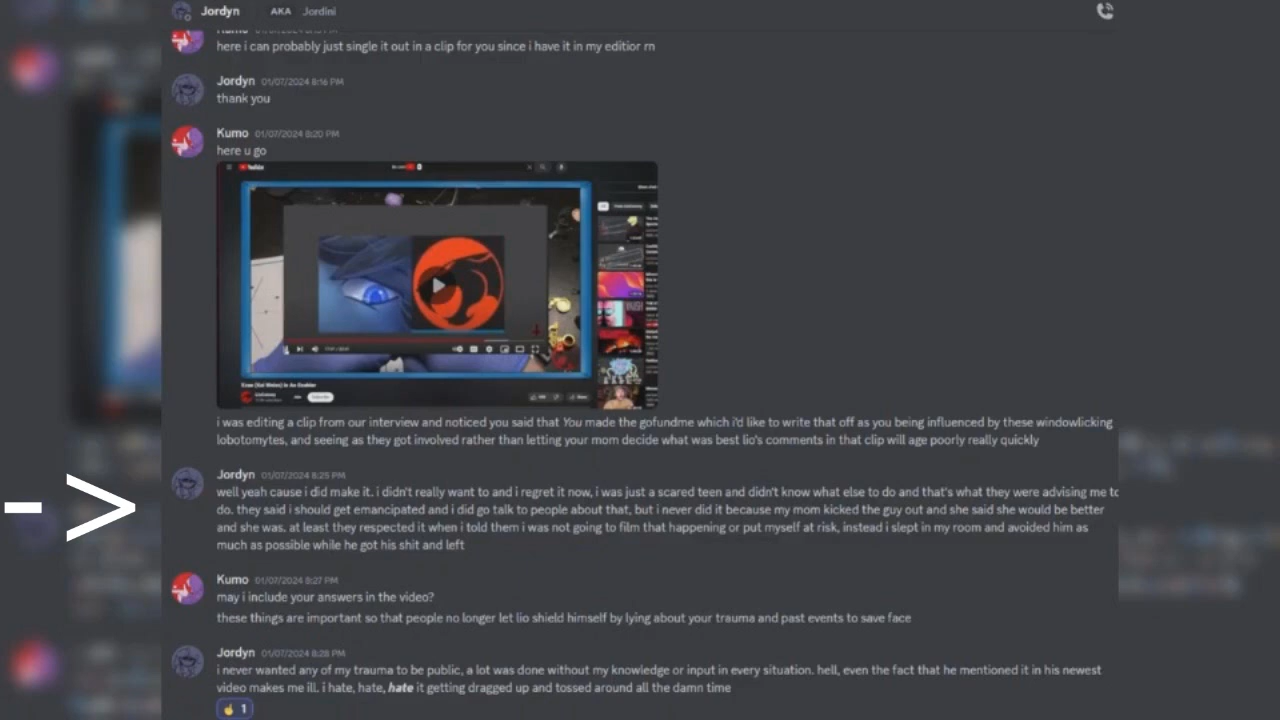 Jordyn AKA Jordini
here i can probably just single it out in a clip for you since i have it in my editior rn
Jordyn 01/07/2024 8:16 PM
thank you
Kumo 01/07/2024 8:20 PM
here u go
i was editing a clip from our interview and noticed you said that You made the gofundme which i'd like to write that off as you being influenced by these windowlicking
lobotomytes, and seeing as they got involved rather than letting your mom decide what was best lio's comments in that clip will age poorly really quickly
->
Jordyn 01/07/2024 8:25 PM
well yeah cause i did make it. i didn't really want to and i regret it now, i was just a scared teen and didn't know what else to do and that's what they were advising me to
do. they said i should get emancipated and i did go talk to people about that, but i never did it because my mom kicked the guy out and she said she would be better
and she was. at least they respected it when i told them i was not going to film that happening or put myself at risk, instead i slept in my room and avoided him as
much as possible while he got his shit and left
Kumo 01/07/2024 8:27 PM
may i include your answers in the video?
these things are important so that people no longer let lio shield himself by lying about your trauma and past events to save face
Jordyn 01/07/2024 8:28 PM
i never wanted any of my trauma to be public, a lot was done without my knowledge or input in every situation. hell, even the fact that he mentioned it in his newest
video makes me ill. i hate, hate, hate it getting dragged up and tossed around all the damn time
1